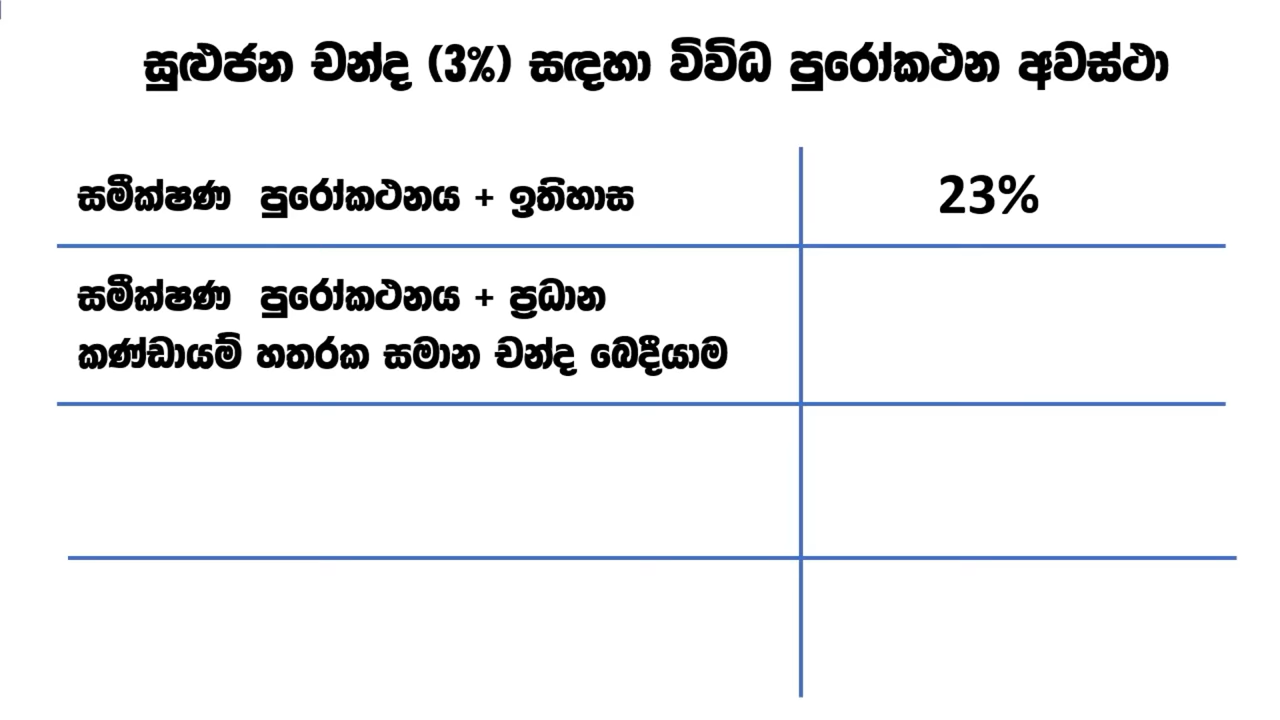 සුළුජන චන්ද (3%) සඳහා විවිධ පුරෝකථන අවස්ථා
සමීක්ෂණ පුරෝකථනය + ඉතිහාස
23%
සමීක්ෂණ පුරෝකථනය + ප්‍රධාන
කණ්ඩායම් හතරක සමාන චන්ද බෙදීයාම